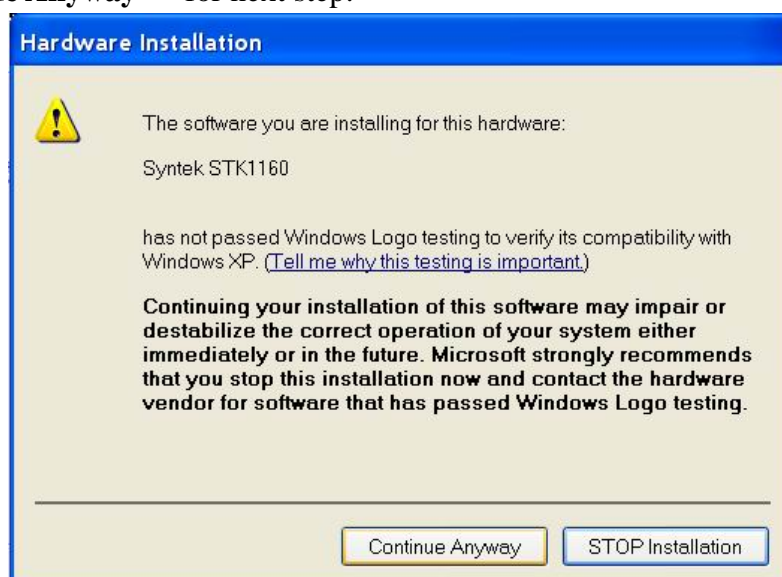 Anyway for next step.
Hardware Installation
The software you are installing for this hardware:
Syntek STK1160
has not passed Windows Logo testing to verify its compatibility with
Windows XP. (Tell me why this testing is important.)
Continuing your installation of this software may impair or
destabilize the correct operation of your system either
immediately or in the future. Microsoft strongly recommends
that you stop this installation now and contact the hardware
vendor for software that has passed Windows Logo testing.
Continue Anyway
STOP Installation